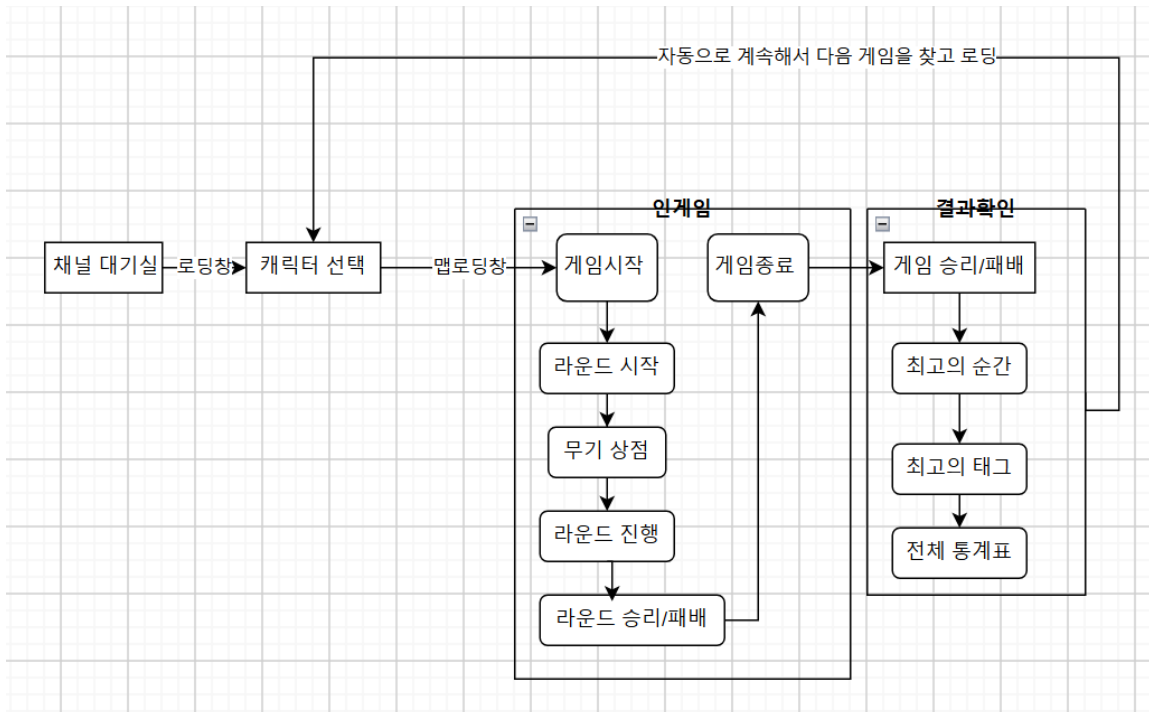 자동으로 계속해서 다음 게임을 찾고 로딩
인게임
결과확인
채널 대기실
로딩창
캐릭터 선택
맵로딩창
게임시작
게임종료
게임 승리/패배
라운드 시작
최고의 순간
무기 상점
최고의 태그
라운드 진행
전체 통계표
라운드 승리/패배